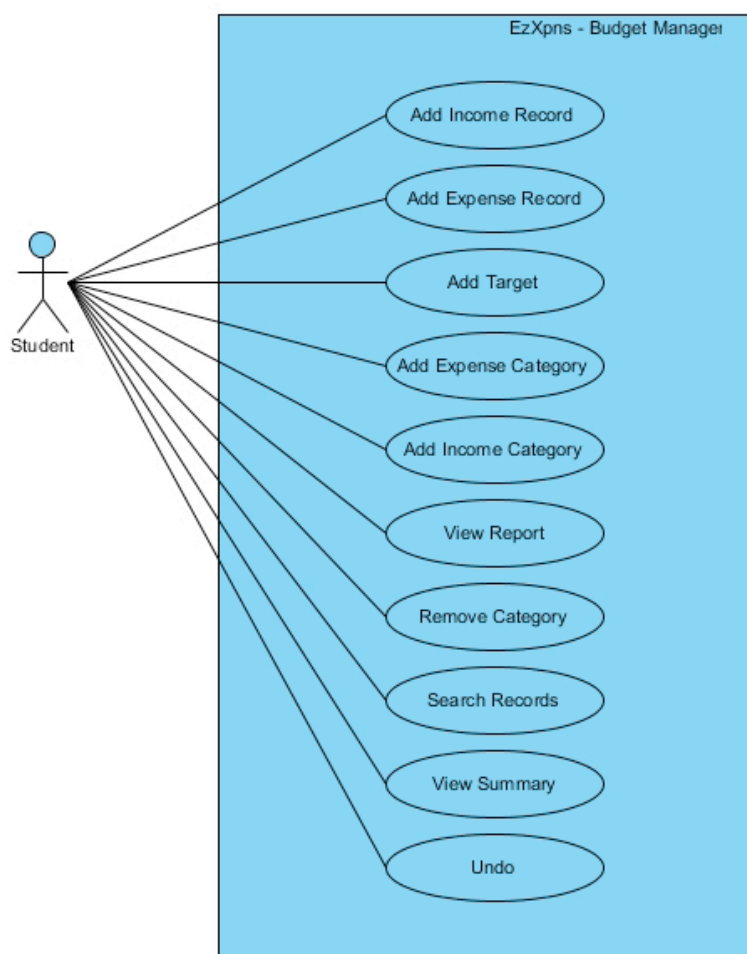 EzXpns - Budget Manager
Add Income Record
Add Expense Record
Add Target
Student
Add Expense Category
Add Income Category
View Report
Remove Category
Search Records
View Summary
Undo